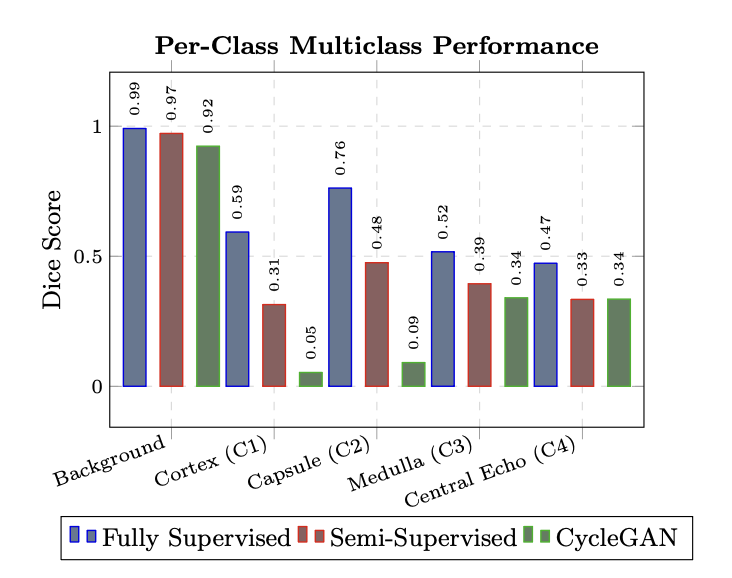 Per-Class Multiclass Performance
Dice Score
1
0.5
0
0.99
0.97
0.92
0.59
0.31
0.05
0.76
0.48
0.09
0.52
0.39
0.34
0.47
0.33
0.34
Background
Cortex (C1)
Capsule (C2)
Medulla (C3)
Central Echo (C4)
Fully Supervised Semi-Supervised CycleGAN